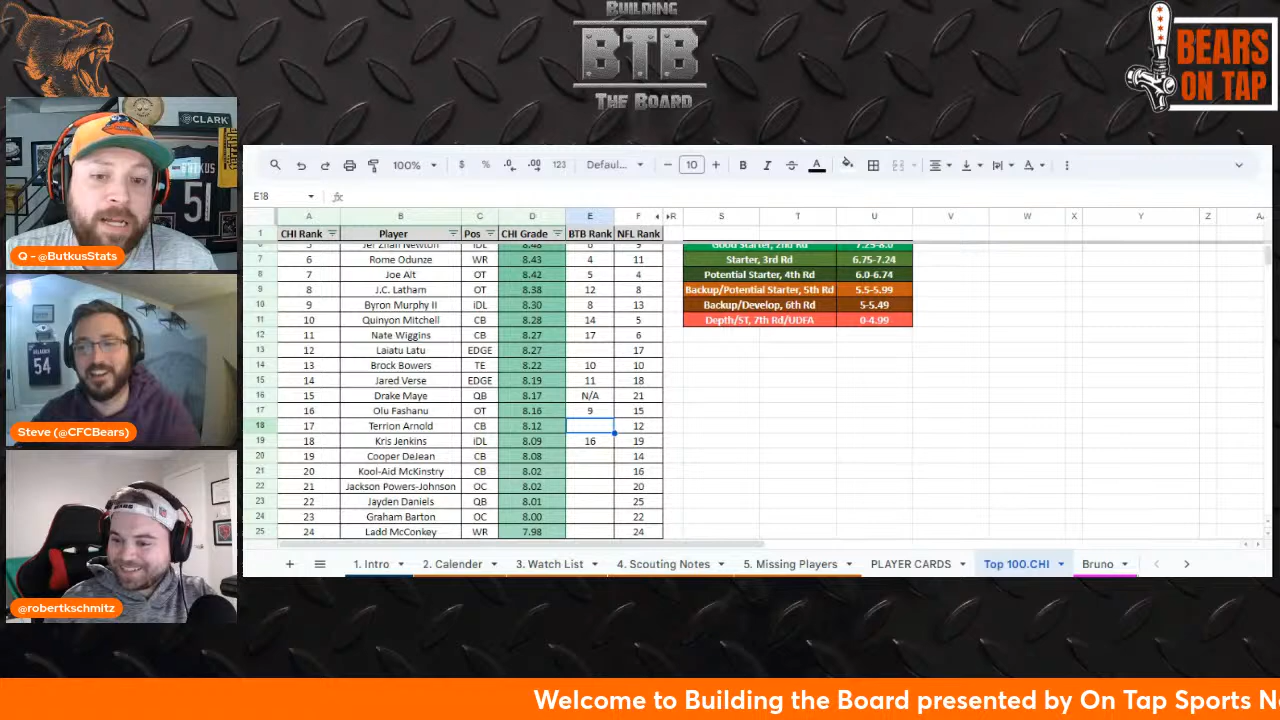 BUILDING
BTB
THE BOARD
BEARS
ON TAP
CLARK
BUTKUS
51
Q - @ButkusStats
54
Steve (@CFCBears)
@robertkschmitz
100% $ % .0 .00 123 Defaul... − 10 + B I S A
E18 fx
A B C D E F R S T U V W X Y Z
1 CHI Rank Player Pos CHI Grade BTB Rank NFL Rank
5 Jer'Zhan Newton iDL 8.48 6 9 Good Starter, 2nd Rd 7.25-8.0
7 6 Rome Odunze WR 8.43 4 11 Starter, 3rd Rd 6.75-7.24
8 7 Joe Alt OT 8.42 5 4 Potential Starter, 4th Rd 6.0-6.74
9 8 J.C. Latham OT 8.38 12 8 Backup/Potential Starter, 5th Rd 5.5-5.99
10 9 Byron Murphy II iDL 8.30 8 13 Backup/Develop, 6th Rd 5-5.49
11 10 Quinyon Mitchell CB 8.28 14 5 Depth/ST, 7th Rd/UDFA 0-4.99
12 11 Nate Wiggins CB 8.27 17 6
13 12 Laiatu Latu EDGE 8.27 17
14 13 Brock Bowers TE 8.22 10 10
15 14 Jared Verse EDGE 8.19 11 18
16 15 Drake Maye QB 8.17 N/A 21
17 16 Olu Fashanu OT 8.16 9 15
18 17 Terrion Arnold CB 8.12 12
19 18 Kris Jenkins iDL 8.09 16 19
20 19 Cooper DeJean CB 8.08 14
21 20 Kool-Aid McKinstry CB 8.02 16
22 21 Jackson Powers-Johnson OC 8.02 20
23 22 Jayden Daniels QB 8.01 25
24 23 Graham Barton OC 8.00 22
25 24 Ladd McConkey WR 7.98 24
+ 1. Intro 2. Calender 3. Watch List 4. Scouting Notes 5. Missing Players PLAYER CARDS Top 100.CHI Bruno
Welcome to Building the Board presented by On Tap Sports N